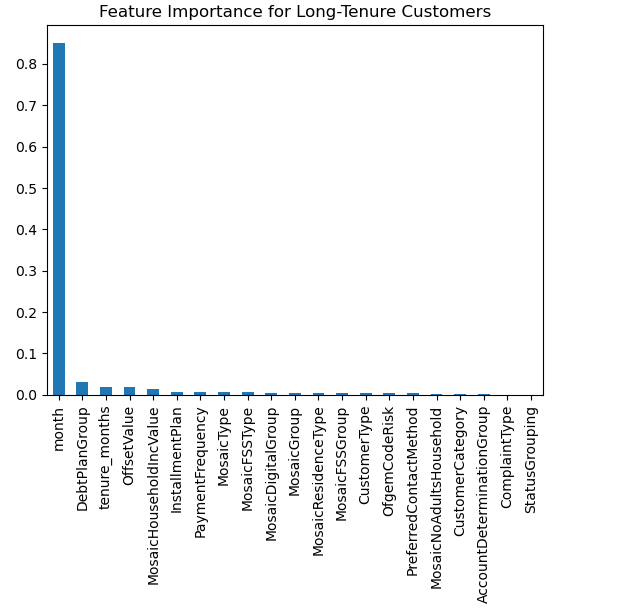 Feature Importance for Long-Tenure Customers
0.8
0.7
0.6
0.5
0.4
0.3
0.2
0.1
0.0
month
DebtPlanGroup
tenure_months
OffsetValue
MosaicHouseholdIncValue
InstallmentPlan
PaymentFrequency
MosaicType
MosaicFSSType
MosaicDigitalGroup
MosaicGroup
MosaicResidenceType
MosaicFSSGroup
CustomerType
OfgemCodeRisk
PreferredContactMethod
MosaicNoAdultsHousehold
CustomerCategory
AccountDeterminationGroup
ComplaintType
StatusGrouping